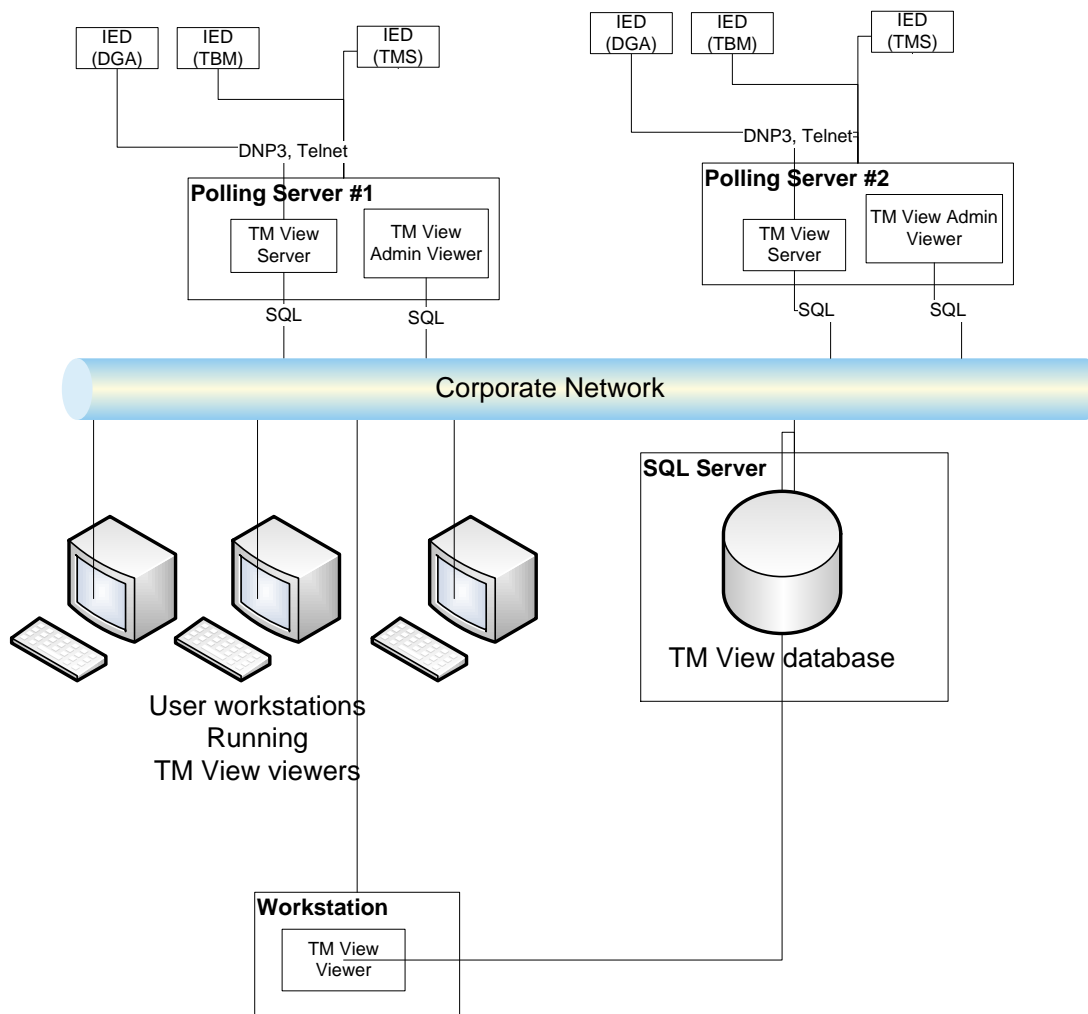 IED
(DGA)
IED
(TBM)
IED
(TMS)
IED
(DGA)
IED
(TBM)
IED
(TMS)
DNP3, Telnet
DNP3, Telnet
Polling Server #1
TM View
Server
TM View
Admin Viewer
Polling Server #2
TM View
Server
TM View Admin
Viewer
SQL
SQL
SQL
SQL
Corporate Network
SQL Server
TM View database
User workstations
Running
TM View viewers
Workstation
TM View
Viewer